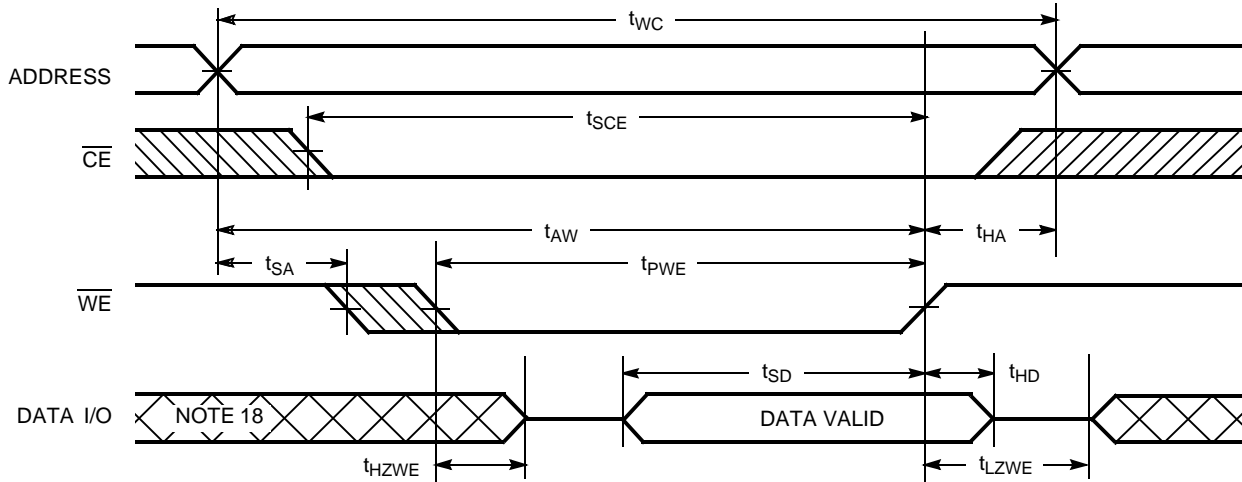 tWC
ADDRESS
tSCE
CE
tAW
tHA
tSA
tPWE
WE
tSD
tHD
DATA I/O
NOTE 18
DATA VALID
tHZWE
tLZWE